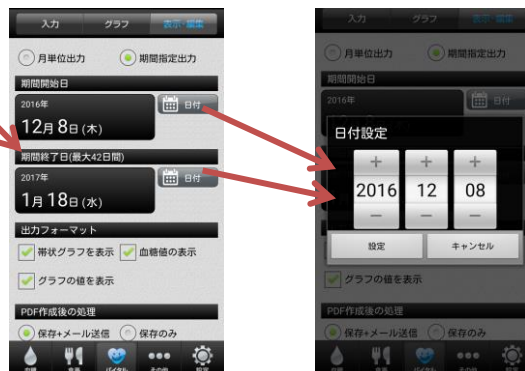 入力 グラフ 表示・編集
月単位出力 期間指定出力
期間開始日
2016年
12月 8日 (木)
日付
期間終了日(最大42日間)
2017年
1月 18日 (水)
日付
出力フォーマット
帯状グラフを表示 血糖値の表示
グラフの値を表示
PDF作成後の処理
保存+メール送信 保存のみ
バイタル その他 設定
入力 グラフ 表示・編集
月単位出力 期間指定出力
期間開始日
2016年
日付
日付設定
+ + +
2016 12 08
− − −
設定 キャンセル
グラフの値を表示
PDF作成後の処理
保存+メール送信 保存のみ
バイタル その他 設定